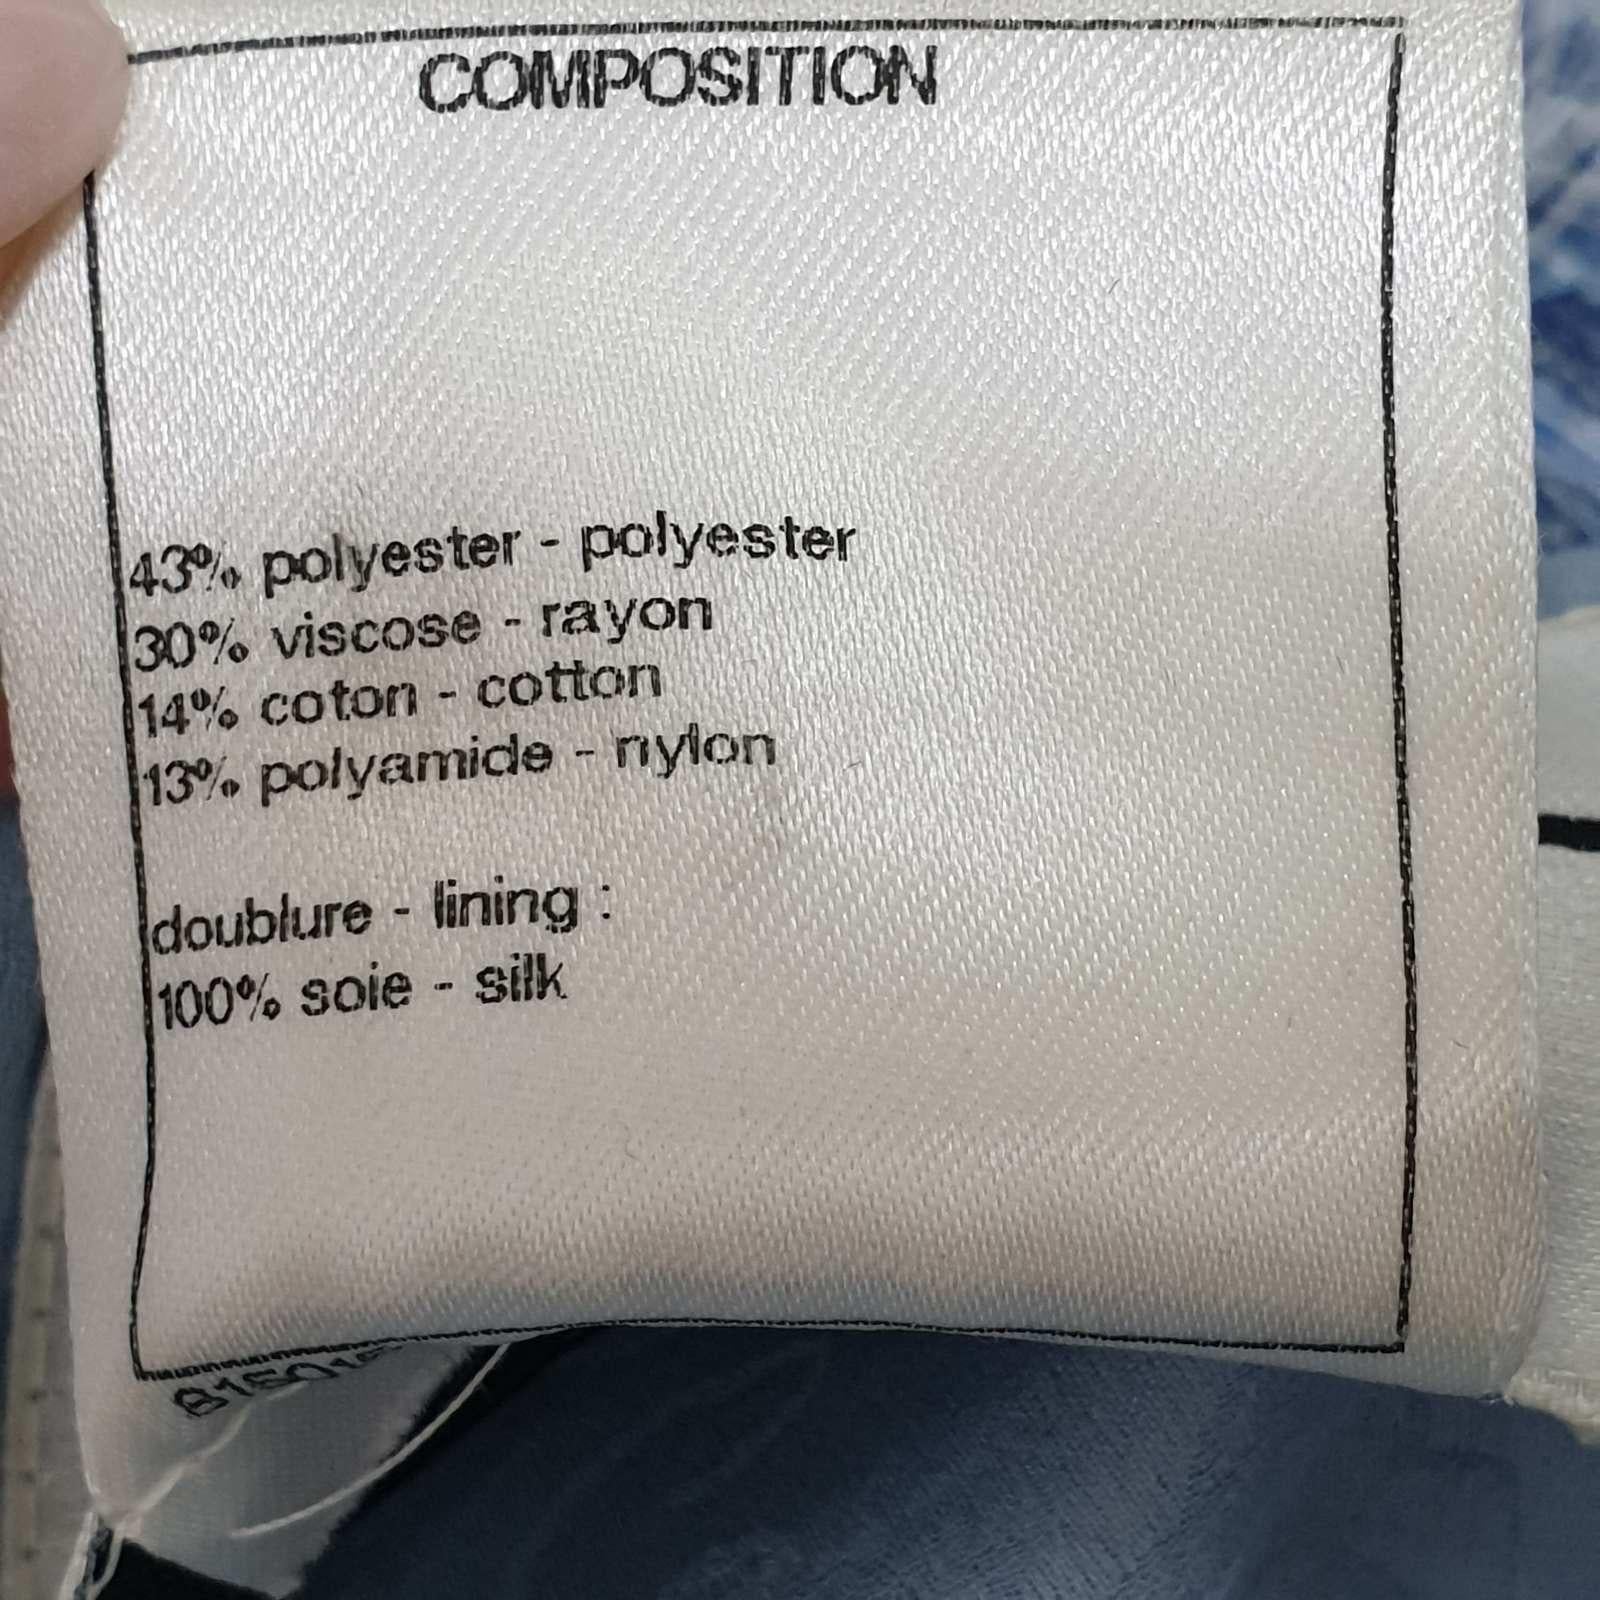 COMPOSITION
43% polyester - polyester
30% viscose - rayon
14% coton - cotton
13% polyamide - nylon
doublure - lining :
100% soie - silk